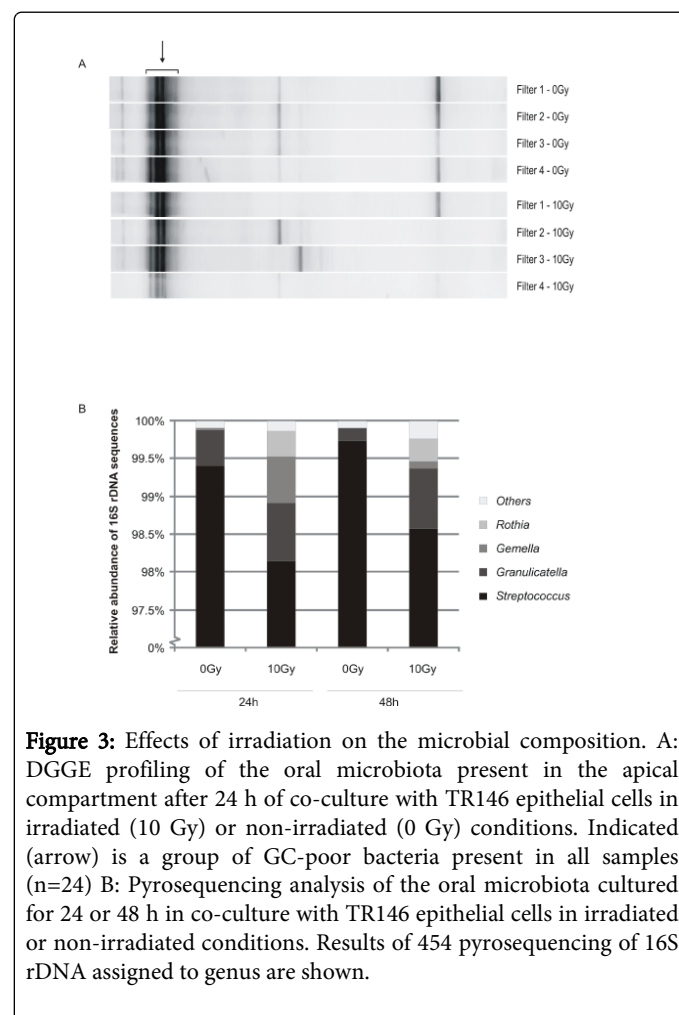 A
Filter 1 - 0Gy
Filter 2 - 0Gy
Filter 3 - 0Gy
Filter 4 - 0Gy
Filter 1 - 10Gy
Filter 2 - 10Gy
Filter 3 - 10Gy
Filter 4 - 10Gy
B
Relative abundance of 16S rDNA sequences
100%
99.5%
99%
98.5%
98%
97.5%
0%
Others
Rothia
Gemella
Granulicatella
Streptococcus
0Gy 10Gy 0Gy 10Gy
24h 48h
Figure 3: Effects of irradiation on the microbial composition. A:
DGGE profiling of the oral microbiota present in the apical
compartment after 24 h of co-culture with TR146 epithelial cells in
irradiated (10 Gy) or non-irradiated (0 Gy) conditions. Indicated
(arrow) is a group of GC-poor bacteria present in all samples
(n=24) B: Pyrosequencing analysis of the oral microbiota cultured
for 24 or 48 h in co-culture with TR146 epithelial cells in irradiated
or non-irradiated conditions. Results of 454 pyrosequencing of 16S
rDNA assigned to genus are shown.